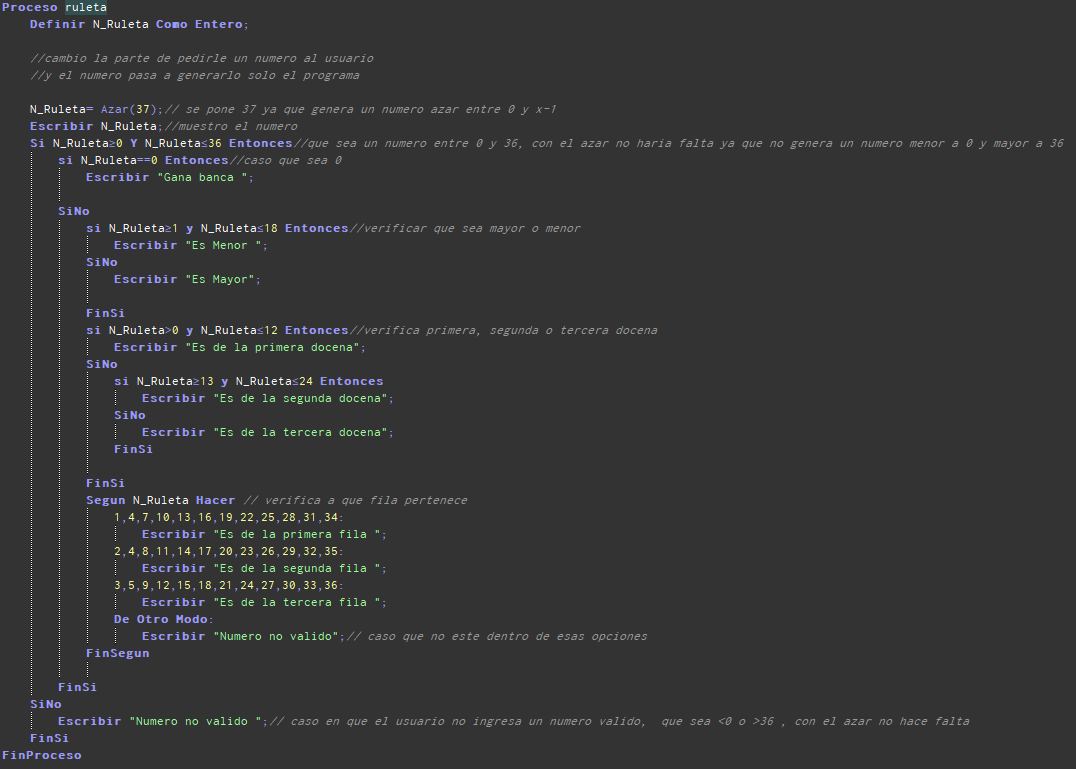 Proceso ruleta
Definir N_Ruleta Como Entero;
//cambio la parte de pedirle un numero al usuario
//y el numero pasa a generarlo solo el programa
N_Ruleta= Azar(37);// se pone 37 ya que genera un numero azar entre 0 y x-1
Escribir N_Ruleta;//muestro el numero
Si N_Ruleta≥0 Y N_Ruleta≤36 Entonces//que sea un numero entre 0 y 36, con el azar no haria falta ya que no genera un numero menor a 0 y mayor a 36
si N_Ruleta==0 Entonces//caso que sea 0
Escribir "Gana banca ";
SiNo
si N_Ruleta≥1 y N_Ruleta≤18 Entonces//verificar que sea mayor o menor
Escribir "Es Menor ";
SiNo
Escribir "Es Mayor";
FinSi
si N_Ruleta>0 y N_Ruleta≤12 Entonces//verifica primera, segunda o tercera docena
Escribir "Es de la primera docena";
SiNo
si N_Ruleta≥13 y N_Ruleta≤24 Entonces
Escribir "Es de la segunda docena";
SiNo
Escribir "Es de la tercera docena";
FinSi
FinSi
Segun N_Ruleta Hacer // verifica a que fila pertenece
1,4,7,10,13,16,19,22,25,28,31,34:
Escribir "Es de la primera fila ";
2,4,8,11,14,17,20,23,26,29,32,35:
Escribir "Es de la segunda fila ";
3,5,9,12,15,18,21,24,27,30,33,36:
Escribir "Es de la tercera fila ";
De Otro Modo:
Escribir "Numero no valido";// caso que no este dentro de esas opciones
FinSegun
FinSi
SiNo
Escribir "Numero no valido ";// caso en que el usuario no ingresa un numero valido,  que sea <0 o >36 , con el azar no hace falta
FinSi
FinProceso